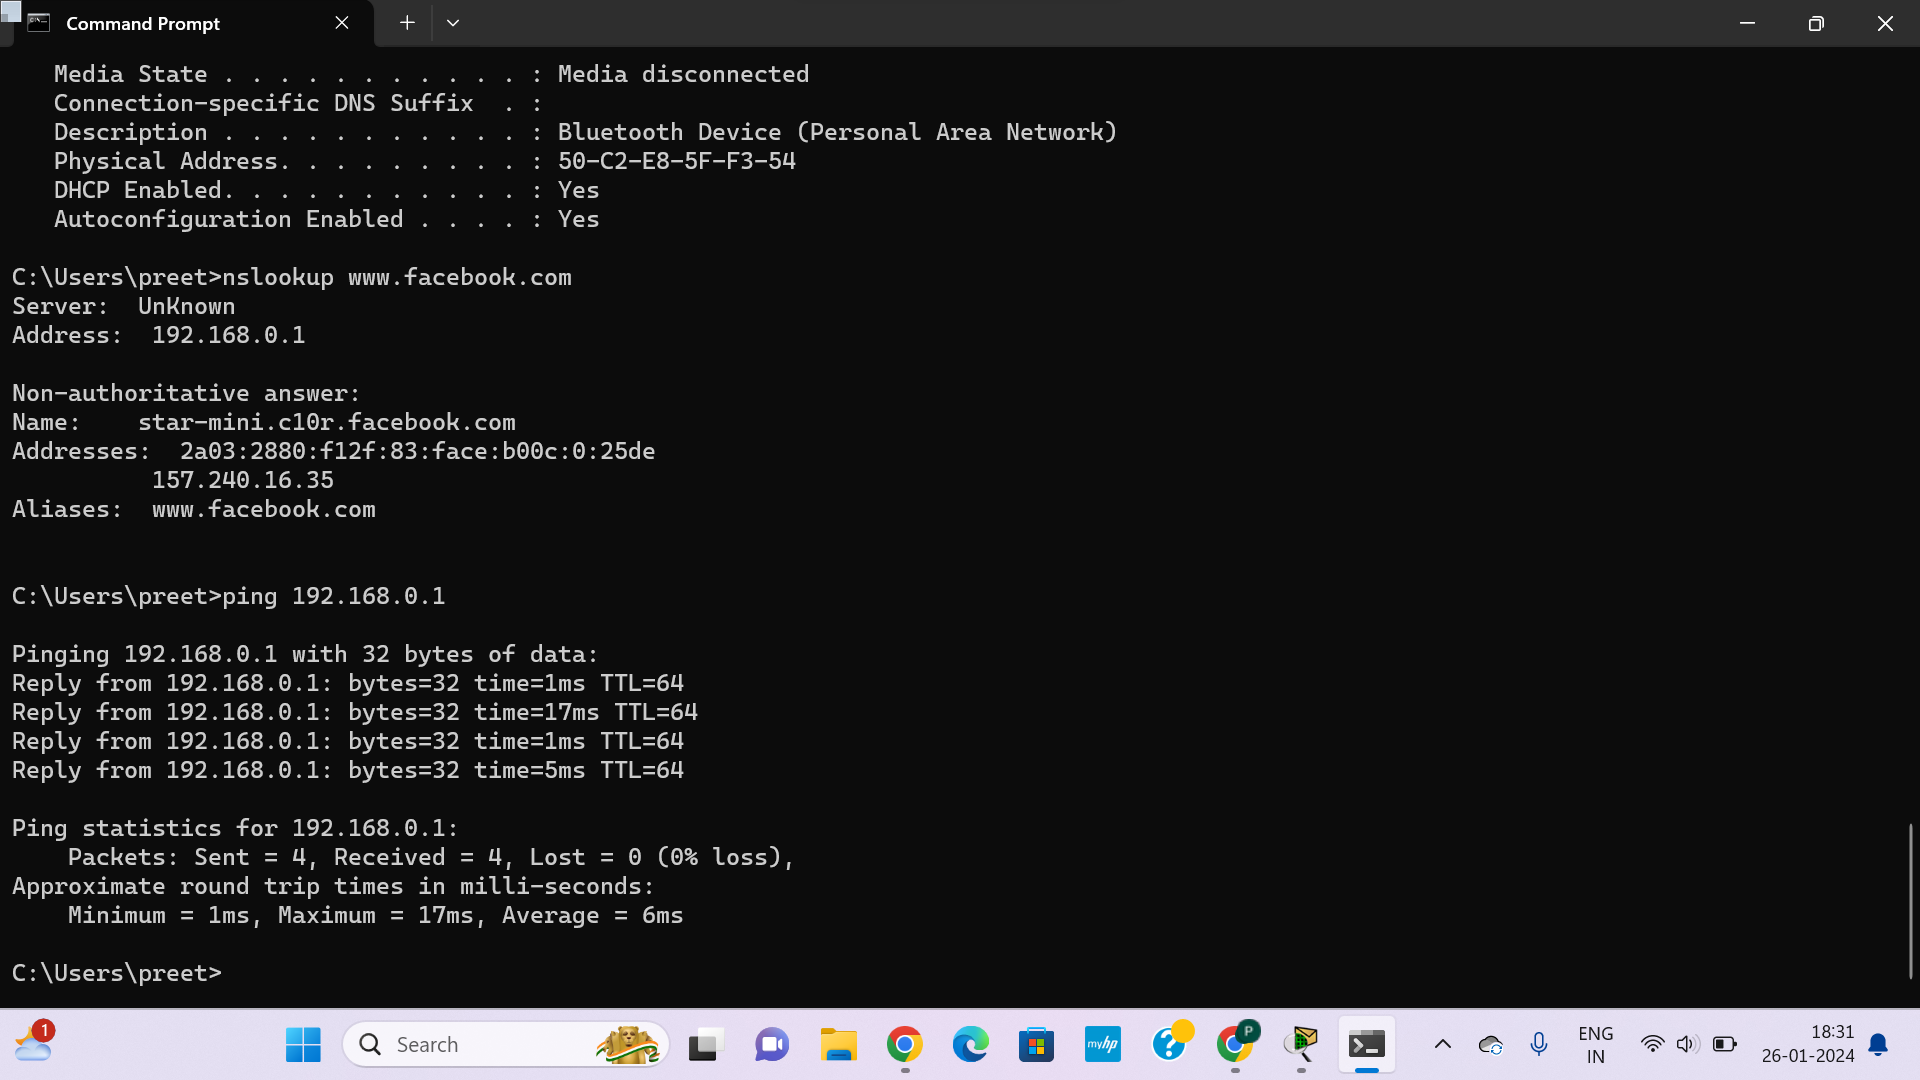 Command Prompt
   Media State . . . . . . . . . . . : Media disconnected
   Connection-specific DNS Suffix  . :
   Description . . . . . . . . . . . : Bluetooth Device (Personal Area Network)
   Physical Address. . . . . . . . . : 50-C2-E8-5F-F3-54
   DHCP Enabled. . . . . . . . . . . : Yes
   Autoconfiguration Enabled . . . . : Yes

C:\Users\preet>nslookup www.facebook.com
Server:  UnKnown
Address:  192.168.0.1

Non-authoritative answer:
Name:    star-mini.c10r.facebook.com
Addresses:  2a03:2880:f12f:83:face:b00c:0:25de
          157.240.16.35
Aliases:  www.facebook.com

C:\Users\preet>ping 192.168.0.1

Pinging 192.168.0.1 with 32 bytes of data:
Reply from 192.168.0.1: bytes=32 time=1ms TTL=64
Reply from 192.168.0.1: bytes=32 time=17ms TTL=64
Reply from 192.168.0.1: bytes=32 time=1ms TTL=64
Reply from 192.168.0.1: bytes=32 time=5ms TTL=64

Ping statistics for 192.168.0.1:
    Packets: Sent = 4, Received = 4, Lost = 0 (0% loss),
Approximate round trip times in milli-seconds:
    Minimum = 1ms, Maximum = 17ms, Average = 6ms

C:\Users\preet>
1
Search
myhp
?
P
ENG
IN
18:31
26-01-2024